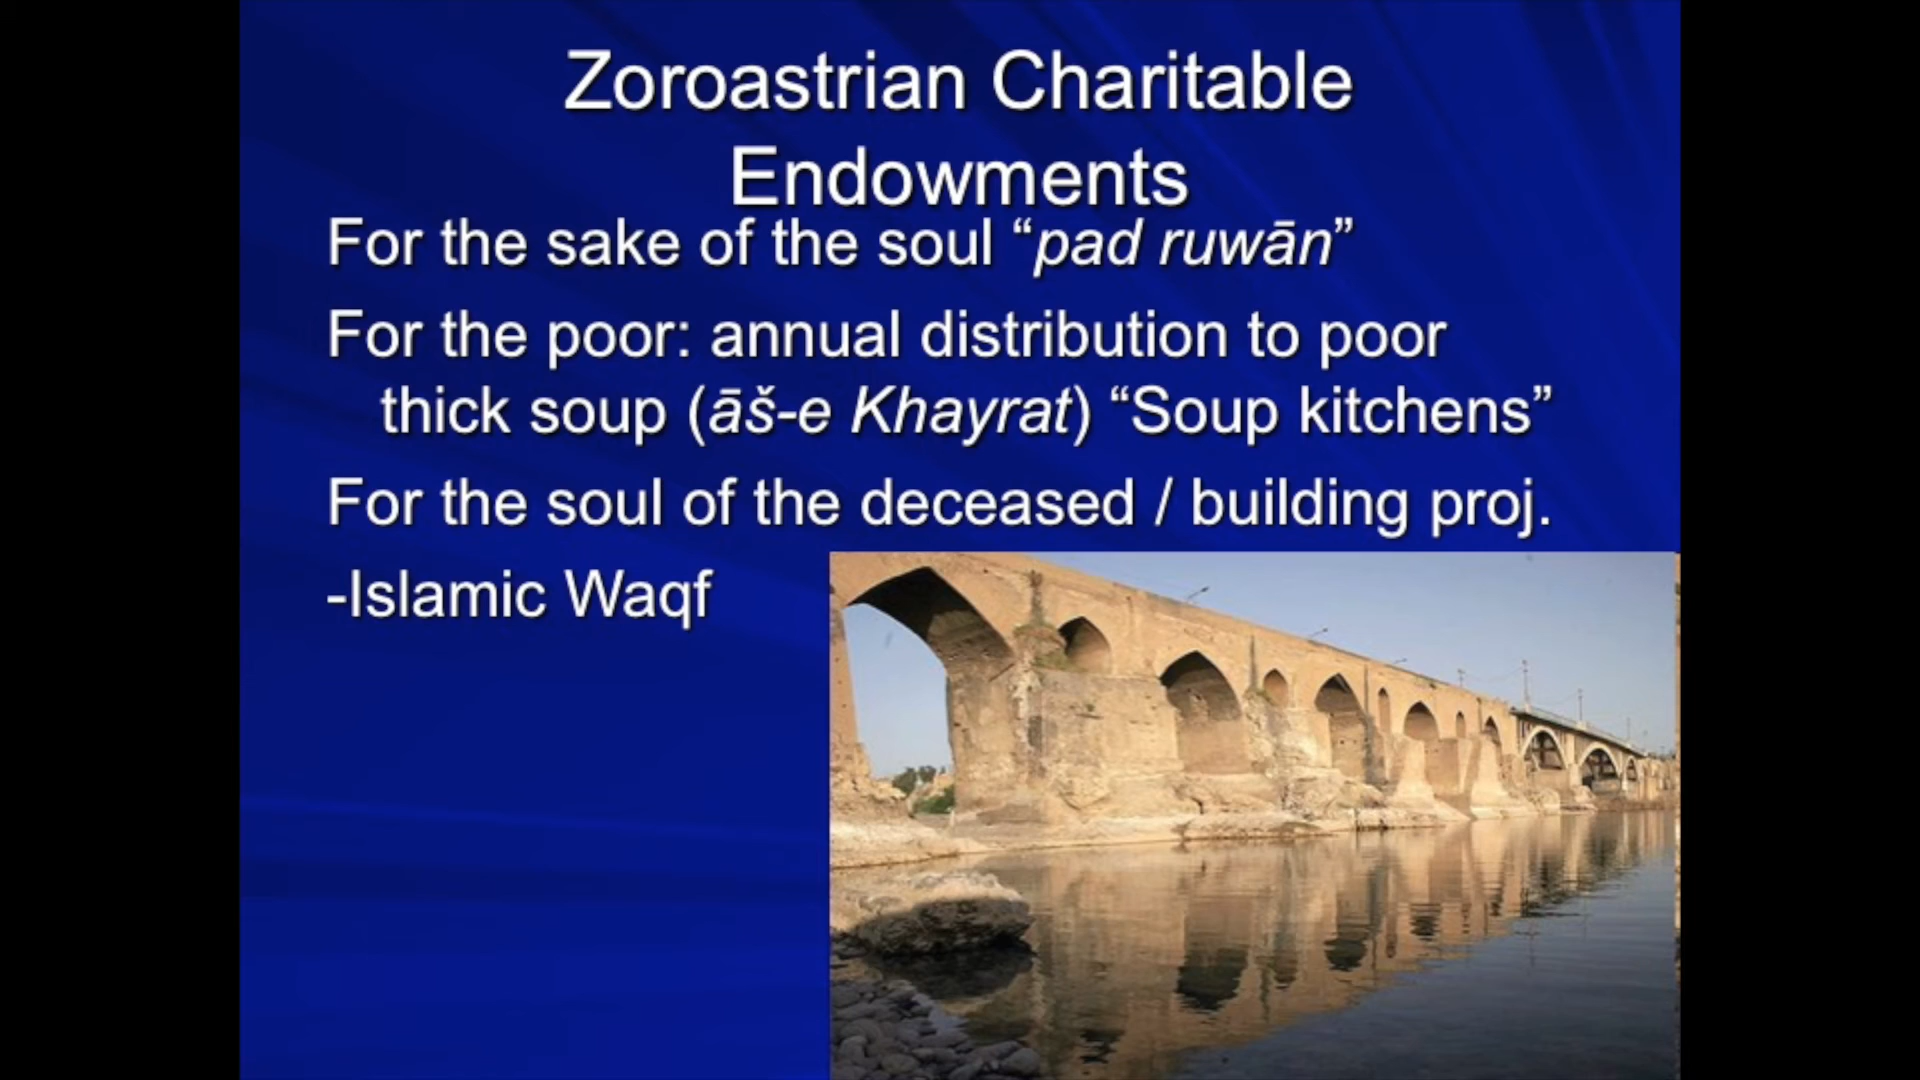 Zoroastrian Charitable
Endowments
For the sake of the soul “pad ruwān”
For the poor: annual distribution to poor
thick soup (āš-e Khayrat) “Soup kitchens”
For the soul of the deceased / building proj.
-Islamic Waqf